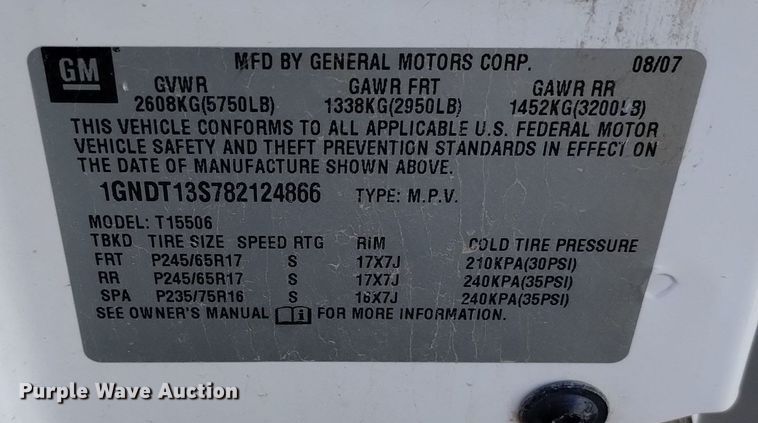 GM MFD BY GENERAL MOTORS CORP. 08/07
GVWR GAWR FRT GAWR RR
2608KG(5750LB) 1338KG(2950LB) 1452KG(3200LB)
THIS VEHICLE CONFORMS TO ALL APPLICABLE U.S. FEDERAL MOTOR
VEHICLE SAFETY AND THEFT PREVENTION STANDARDS IN EFFECT ON
THE DATE OF MANUFACTURE SHOWN ABOVE.
1GNDT13S782124866 TYPE: M.P.V.
MODEL: T15506
TBKD TIRE SIZE SPEED RTG RIM COLD TIRE PRESSURE
FRT P245/65R17 S 17X7J 210KPA(30PSI)
RR P245/65R17 S 17X7J 240KPA(35PSI)
SPA P235/75R16 S 16X7J 240KPA(35PSI)
SEE OWNER'S MANUAL i FOR MORE INFORMATION.
Purple Wave Auction